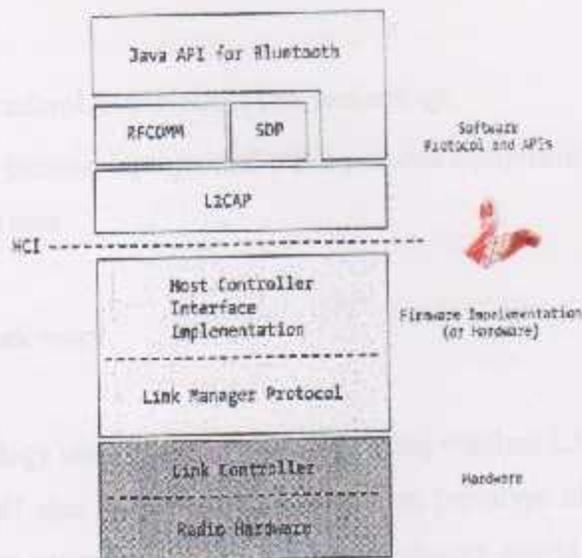 Java API for Bluetooth
RFCOMM
SDP
Software
Protocol and APIs
L2CAP
HCI
Host Controller
Interface
Implementation
Firmware Implementation
(or Hardware)
Link Manager Protocol
Link Controller
Hardware
Radio Hardware